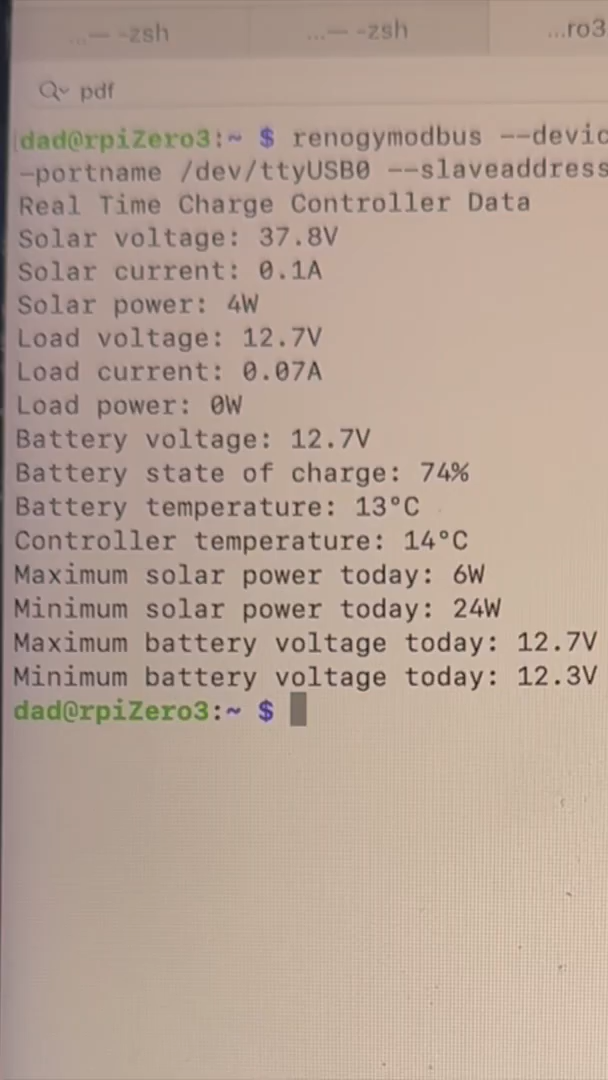 ...— -zsh
...— -zsh
...ro3
pdf
dad@rpiZero3:~ $ renogymodbus --devic
-portname /dev/ttyUSB0 --slaveaddress
Real Time Charge Controller Data
Solar voltage: 37.8V
Solar current: 0.1A
Solar power: 4W
Load voltage: 12.7V
Load current: 0.07A
Load power: 0W
Battery voltage: 12.7V
Battery state of charge: 74%
Battery temperature: 13°C
Controller temperature: 14°C
Maximum solar power today: 6W
Minimum solar power today: 24W
Maximum battery voltage today: 12.7V
Minimum battery voltage today: 12.3V
dad@rpiZero3:~ $